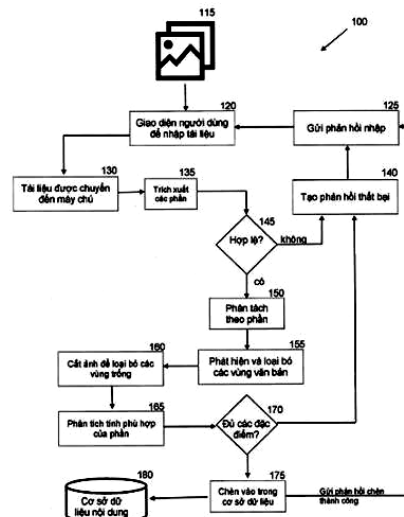 115
100
120
Giao diện người dùng
để nhập tài liệu
125
Gửi phản hồi nhập
130
Tài liệu được chuyển
đến máy chủ
135
Trích xuất
các phần
140
Tạo phản hồi thất bại
145
Hợp lệ?
không
có
150
Phân tách
theo phần
155
Phát hiện và loại bỏ
các vùng văn bản
160
Cắt ảnh để loại bỏ các
vùng trống
165
Phân tích tính phù hợp
của phần
170
Đủ các đặc
điểm?
175
Chèn vào trong
cơ sở dữ liệu
Gửi phản hồi chèn
thành công
180
Cơ sở dữ
liệu nội dung